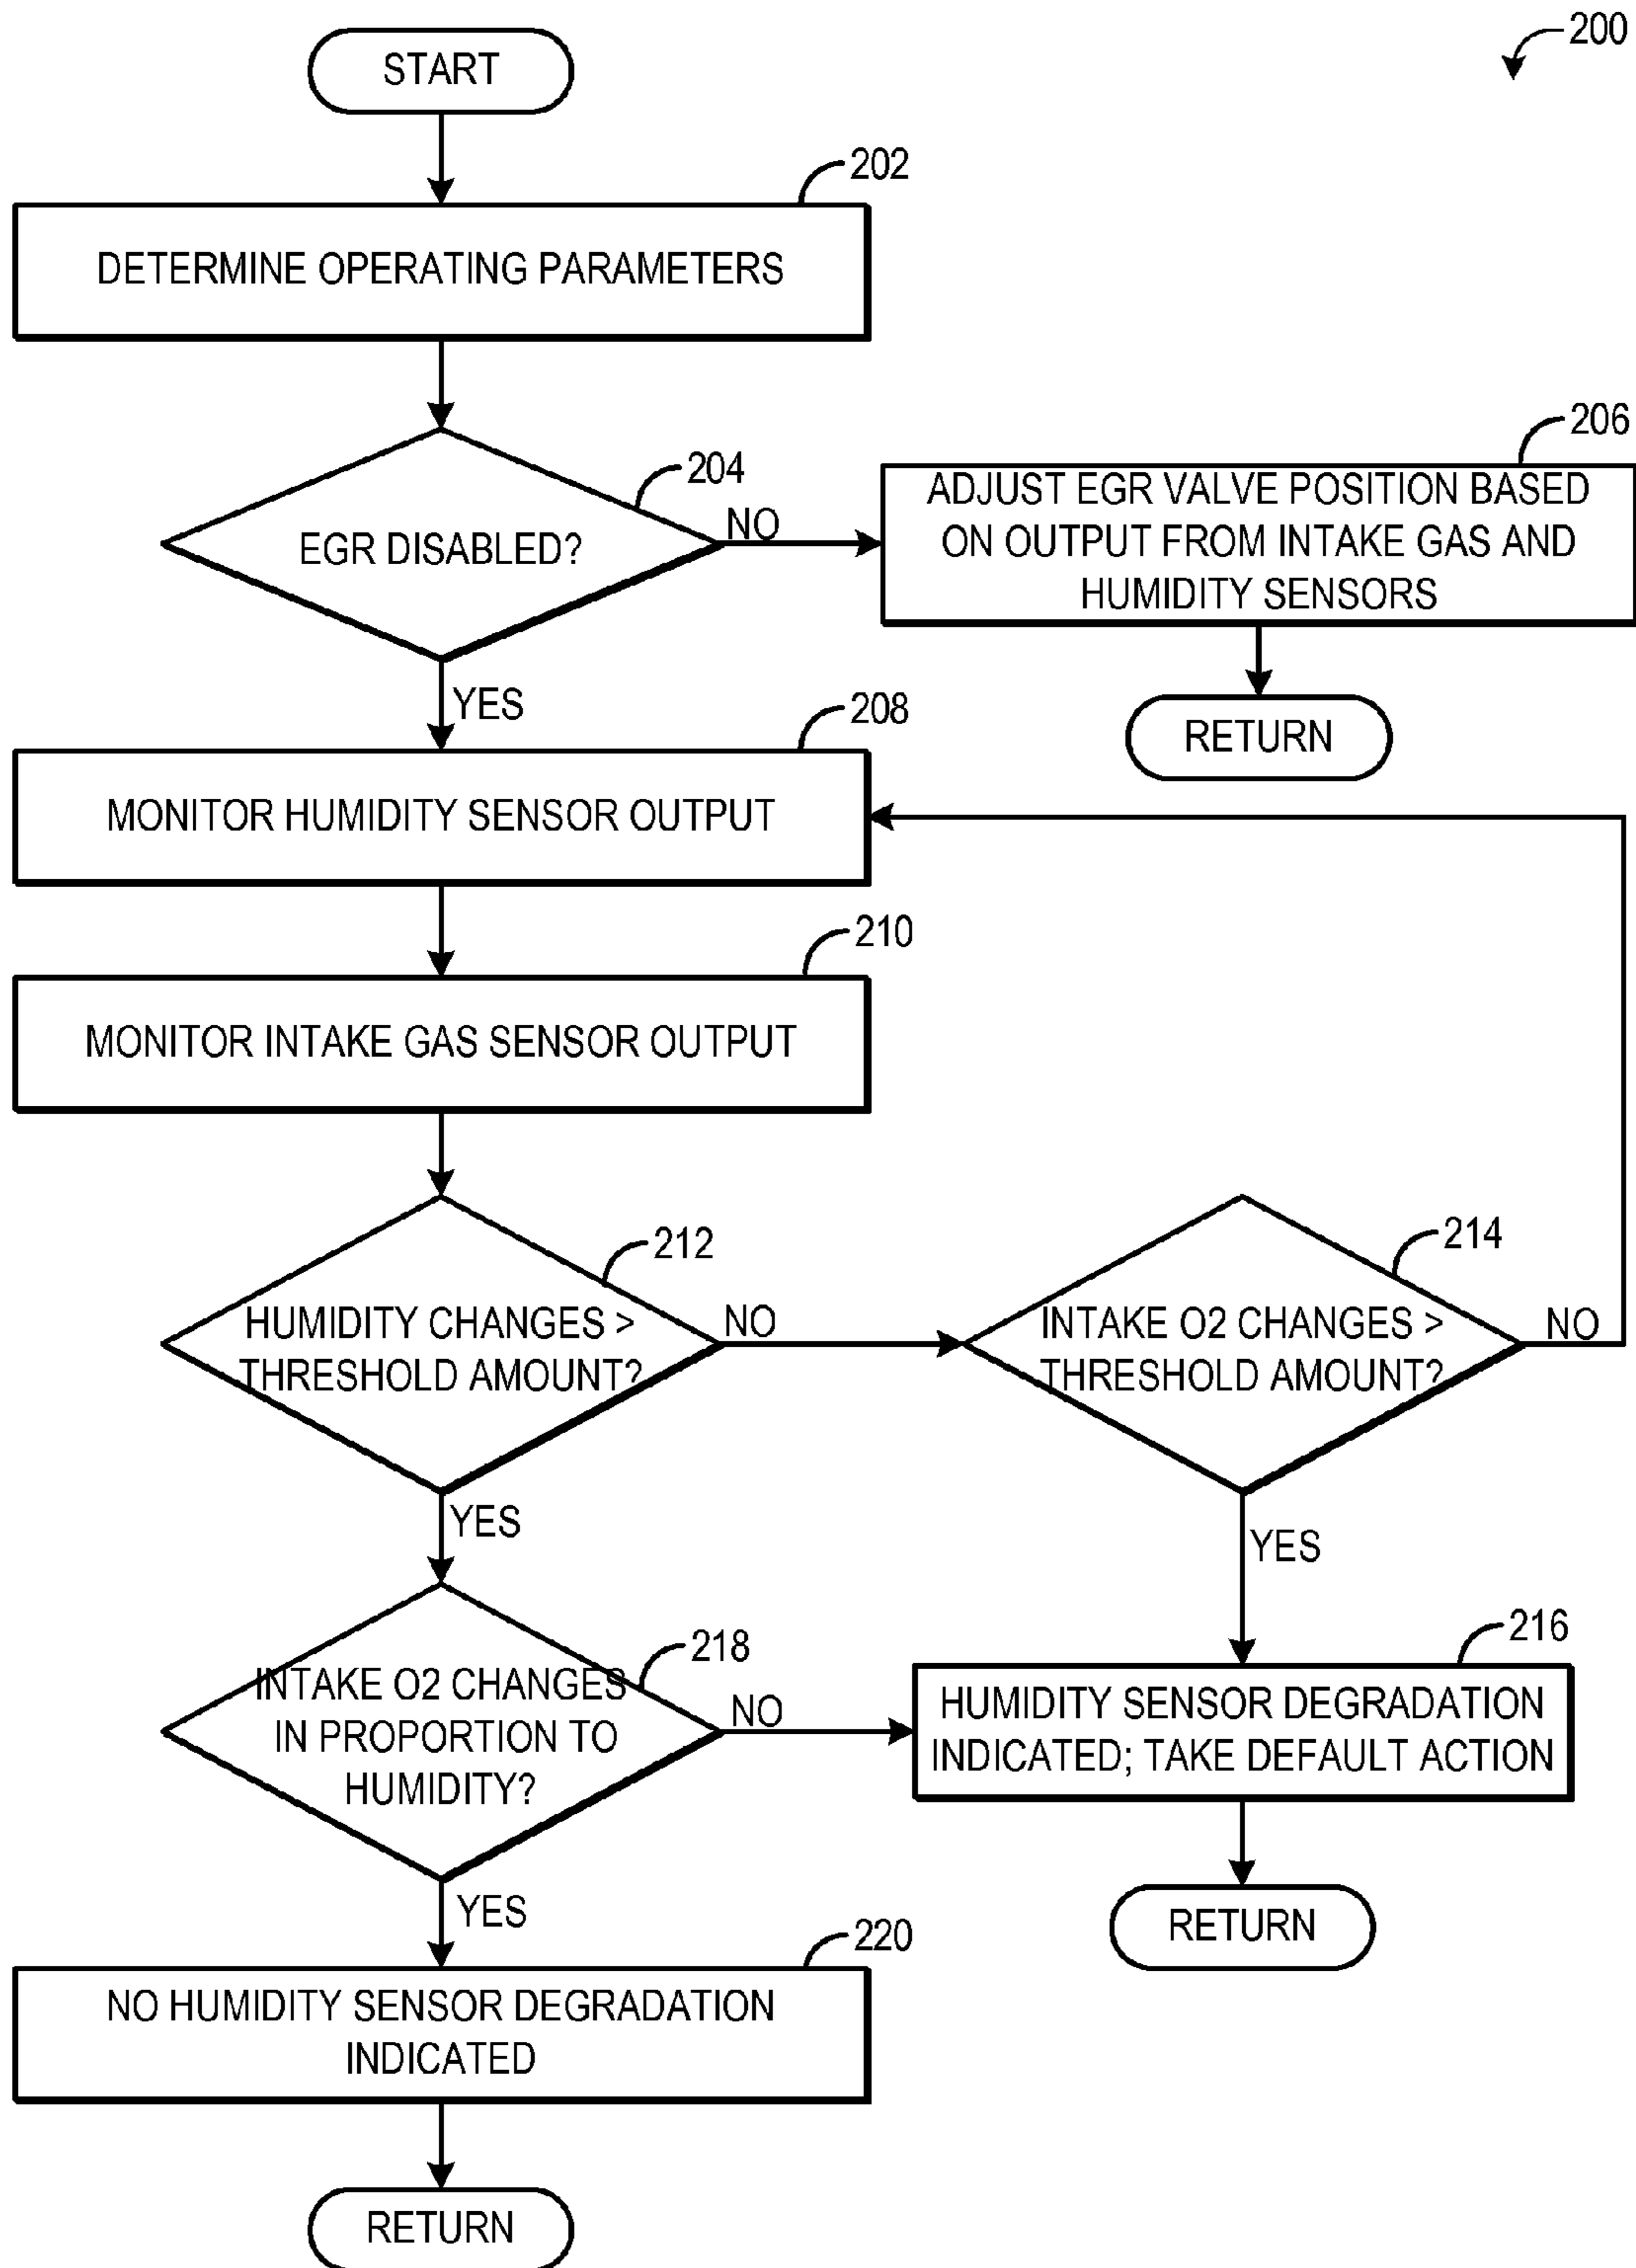 200
START
202
DETERMINE OPERATING PARAMETERS
204
EGR DISABLED?
NO
206
ADJUST EGR VALVE POSITION BASED
ON OUTPUT FROM INTAKE GAS AND
HUMIDITY SENSORS
RETURN
YES
208
MONITOR HUMIDITY SENSOR OUTPUT
210
MONITOR INTAKE GAS SENSOR OUTPUT
212
HUMIDITY CHANGES >
THRESHOLD AMOUNT?
NO
214
INTAKE O2 CHANGES >
THRESHOLD AMOUNT?
NO
YES
YES
218
INTAKE O2 CHANGES
IN PROPORTION TO
HUMIDITY?
NO
216
HUMIDITY SENSOR DEGRADATION
INDICATED; TAKE DEFAULT ACTION
RETURN
YES
220
NO HUMIDITY SENSOR DEGRADATION
INDICATED
RETURN